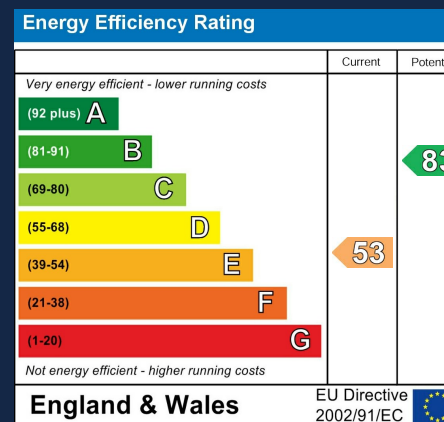 Energy Efficiency Rating
Current
Potent
Very energy efficient - lower running costs
(92 plus) A
(81-91) B
83
(69-80) C
(55-68) D
(39-54) E
53
(21-38) F
(1-20) G
Not energy efficient - higher running costs
England & Wales
EU Directive
2002/91/EC